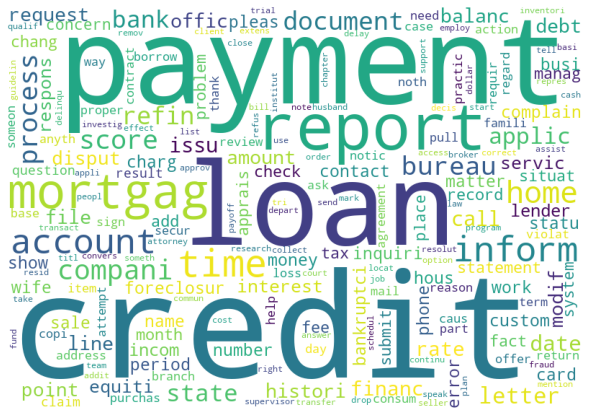 request concern bank offic pleas document balanc debt
qualif remov client extens close delay need case action support employ tell inventori trial basi
chang way contract borrow problem noth requir regard busi manag
process respons refin payment practic dollar cash repres
someon guidelin delinqu proper thank chapter
anyth investig effect bill note husband decis start famili complain
score issu report applic
disput charg list review refus institut use notic pull
question appli result amount check order contact access broker correct assist
base peopl approv apprais ask bureau servic
mortgag loan matter situat
file sign payoff depart send mark law program place record home
transact secur attorney agreement call lender statu
account add research collect resolut violat
show resid titl convers someth tax inquiri locat option hous statement
inform
compani time money loss court job mail
wife item foreclosur interest help bankruptci phone reason term modif system
take copi attempt commun schedul caus part work custom
line sale name month cost fee submit fact date
fund address team incom number answer day rate offer return
equiti period addit branch right error card fraud
point purchas state histori financ consum letter mention
claim supervisor transfer drop seller speak plan continu
credit